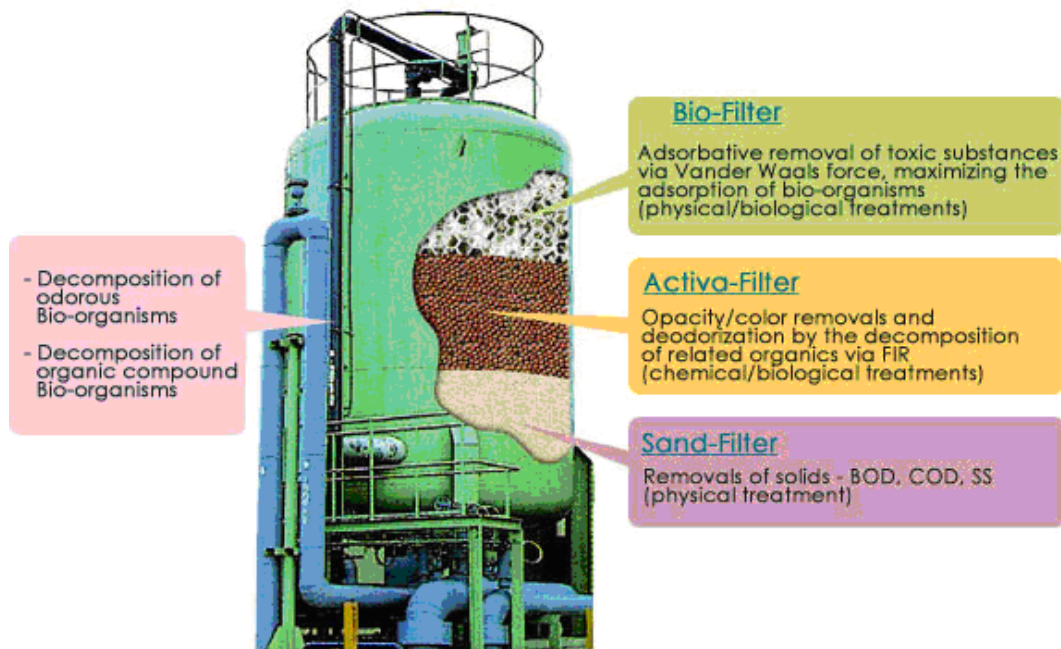 Bio-Filter
Adsorbative removal of toxic substances
via Vander Waals force, maximizing the
adsorption of bio-organisms
(physical/biological treatments)
- Decomposition of
odorous
Bio-organisms
- Decomposition of
organic compound
Bio-organisms
Activa-Filter
Opacity/color removals and
deodorization by the decomposition
of related organics via FIR
(chemical/biological treatments)
Sand-Filter
Removals of solids - BOD, COD, SS
(physical treatment)